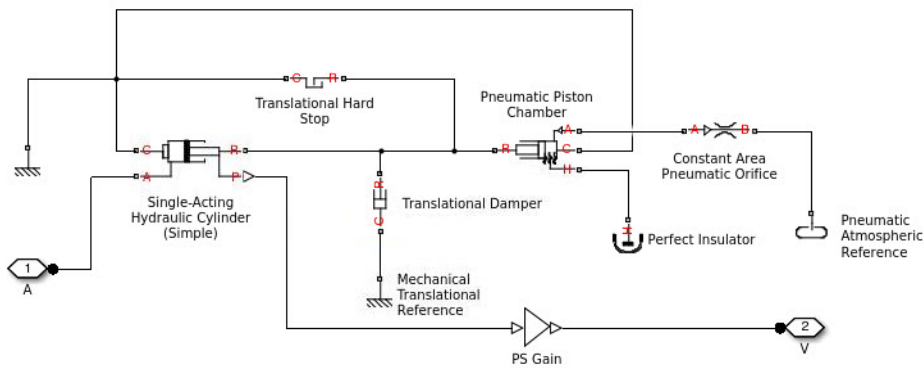 C R
Translational Hard
Stop
Pneumatic Piston
Chamber
A
A B
C R
R
C
H
Constant Area
Pneumatic Orifice
A P
Single-Acting
Hydraulic Cylinder
(Simple)
R
C
Translational Damper
H
Perfect Insulator
Pneumatic
Atmospheric
Reference
1
A
Mechanical
Translational
Reference
PS Gain
2
V